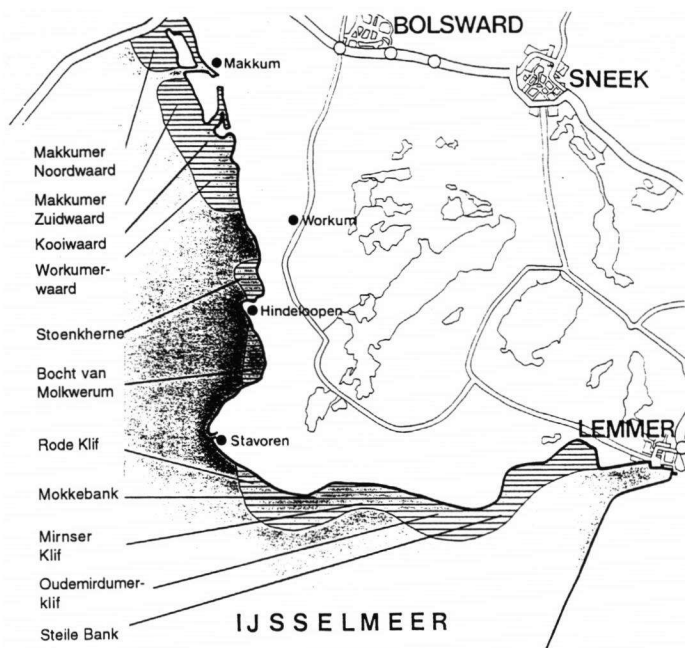 BOLSWARD
SNEEK
Makkum
Makkumer
Noordwaard
Makkumer
Zuidwaard
Kooiwaard
Workumer-
waard
Workum
Stoenkherne
Hindeloopen
Bocht van
Molkwerum
LEMMER
Rode Klif
Stavoren
Mokkebank
Mirnser
Klif
Oudemirdumer-
klif
Steile Bank
IJSSELMEER